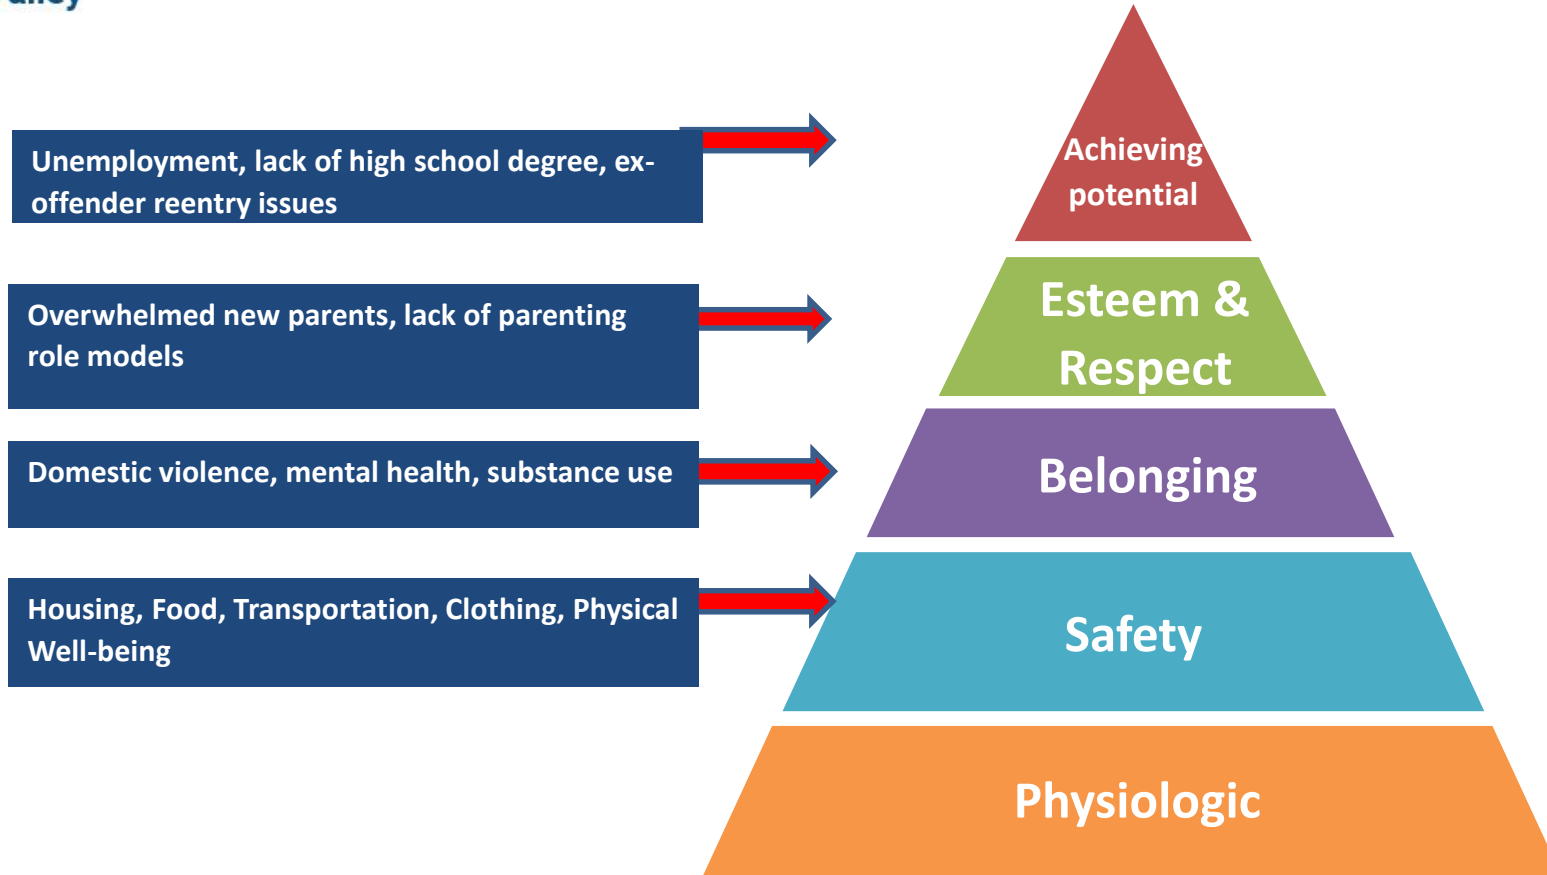 Unemployment, lack of high school degree, ex-
offender reentry issues
Achieving
potential
Overwhelmed new parents, lack of parenting
role models
Esteem &
Respect
Domestic violence, mental health, substance use
Belonging
Housing, Food, Transportation, Clothing, Physical
Well-being
Safety
Physiologic